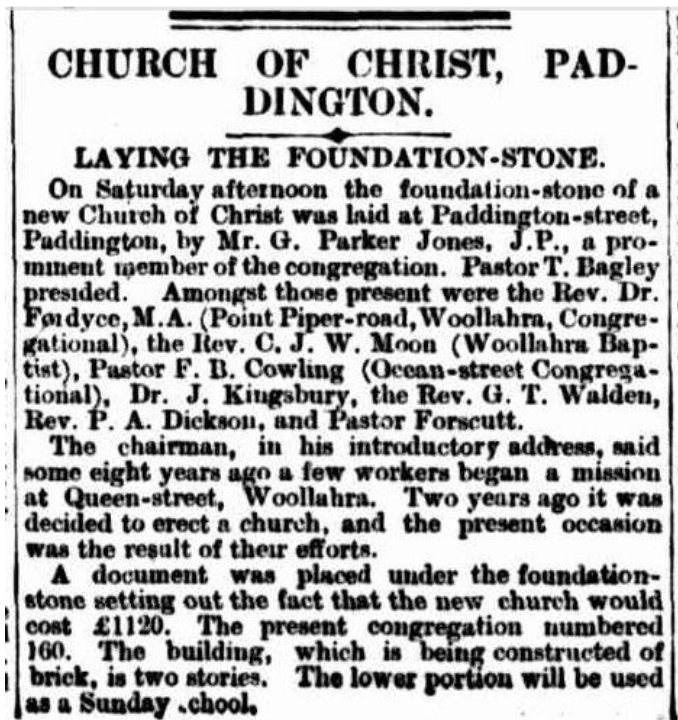 CHURCH OF CHRIST, PAD-
DINGTON.
LAYING THE FOUNDATION-STONE.
On Saturday afternoon the foundation-stone of a
new Church of Christ was laid at Paddington-street,
Paddington, by Mr. G. Parker Jones, J.P., a pro-
minent member of the congregation. Pastor T. Bagley
presided. Amongst those present were the Rev. Dr.
Fordyce, M.A. (Point Piper-road, Woollahra, Congre-
gational), the Rev. C. J. W. Moon (Woollahra Bap-
tist), Pastor F. B. Cowling (Ocean-street Congrega-
tional), Dr. J. Kingsbury, the Rev. G. T. Walden,
Rev. P. A. Dickson, and Pastor Forscutt.
The chairman, in his introductory address, said
some eight years ago a few workers began a mission
at Queen-street, Woollahra. Two years ago it was
decided to erect a church, and the present occasion
was the result of their efforts.
A document was placed under the foundation-
stone setting out the fact that the new church would
cost £1120. The present congregation numbered
160. The building, which is being constructed of
brick, is two stories. The lower portion will be used
as a Sunday .chool.